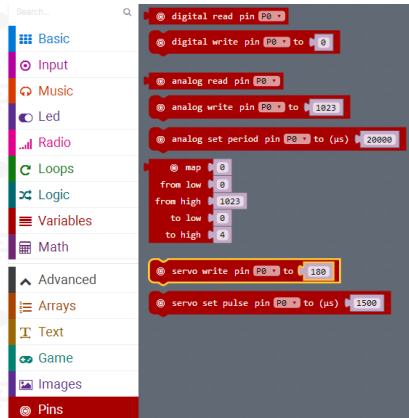 Search...
Basic
Input
Music
Led
Radio
Loops
Logic
Variables
Math
Advanced
Arrays
Text
Game
Images
Pins
digital read pin P0
digital write pin P0 to 0
analog read pin P0
analog write pin P0 to 1023
analog set period pin P0 to (µs) 20000
map 0
from low 0
from high 1023
to low 0
to high 4
servo write pin P0 to 180
servo set pulse pin P0 to (µs) 1500